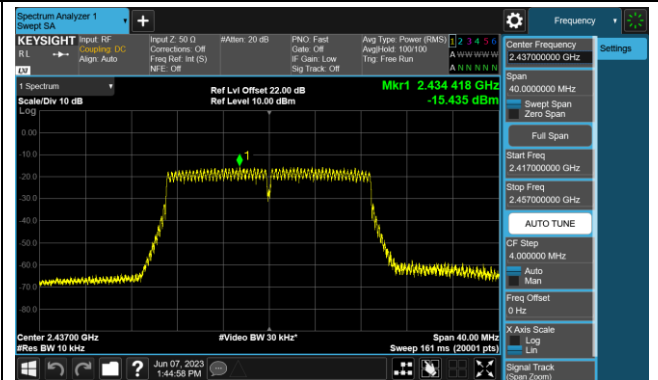 Spectrum Analyzer 1
Swept SA
+
Frequency
KEYSIGHT
RL
LXI
Input: RF
Coupling: DC
Align: Auto
Input Z: 50 Ω
Corrections: Off
Freq Ref: Int (S)
NFE: Off
#Atten: 20 dB
PNO: Fast
Gate: Off
IF Gain: Low
Sig Track: Off
Avg Type: Power (RMS)
Avg|Hold: 100/100
Trig: Free Run
1 2 3 4 5 6
A W W W W W
A N N N N N
1 Spectrum
Scale/Div 10 dB
Ref Lvl Offset 22.00 dB
Ref Level 10.00 dBm
Mkr1 2.434 418 GHz
-15.435 dBm
Log
0.00
-10.0
-20.0
-30.0
-40.0
-50.0
-60.0
-70.0
-80.0
1
Center 2.43700 GHz
#Res BW 10 kHz
#Video BW 30 kHz*
Span 40.00 MHz
Sweep 161 ms (20001 pts)
Jun 07, 2023
1:44:58 PM
?
Center Frequency
2.437000000 GHz
Span
40.0000000 MHz
Swept Span
Zero Span
Full Span
Start Freq
2.417000000 GHz
Stop Freq
2.457000000 GHz
AUTO TUNE
CF Step
4.000000 MHz
Auto
Man
Freq Offset
0 Hz
X Axis Scale
Log
Lin
Signal Track
(Span Zoom)
Settings